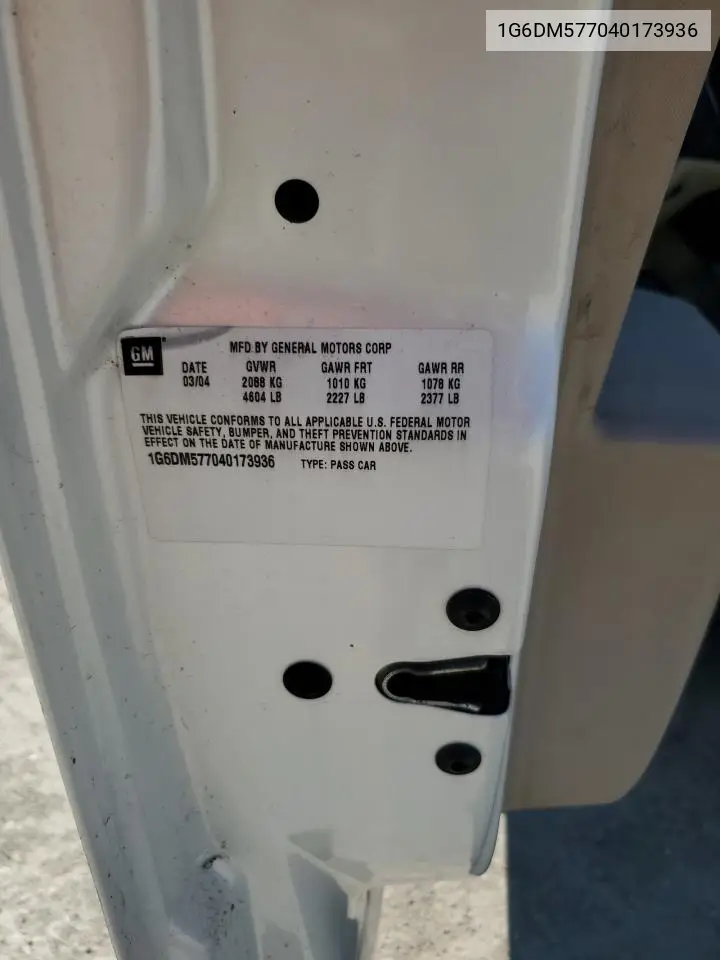 1G6DM577040173936
GM
MFD BY GENERAL MOTORS CORP
DATE GVWR GAWR FRT GAWR RR
03/04 2088 KG 1010 KG 1078 KG
4604 LB 2227 LB 2377 LB
THIS VEHICLE CONFORMS TO ALL APPLICABLE U.S. FEDERAL MOTOR
VEHICLE SAFETY, BUMPER, AND THEFT PREVENTION STANDARDS IN
EFFECT ON THE DATE OF MANUFACTURE SHOWN ABOVE.
1G6DM577040173936 TYPE: PASS CAR